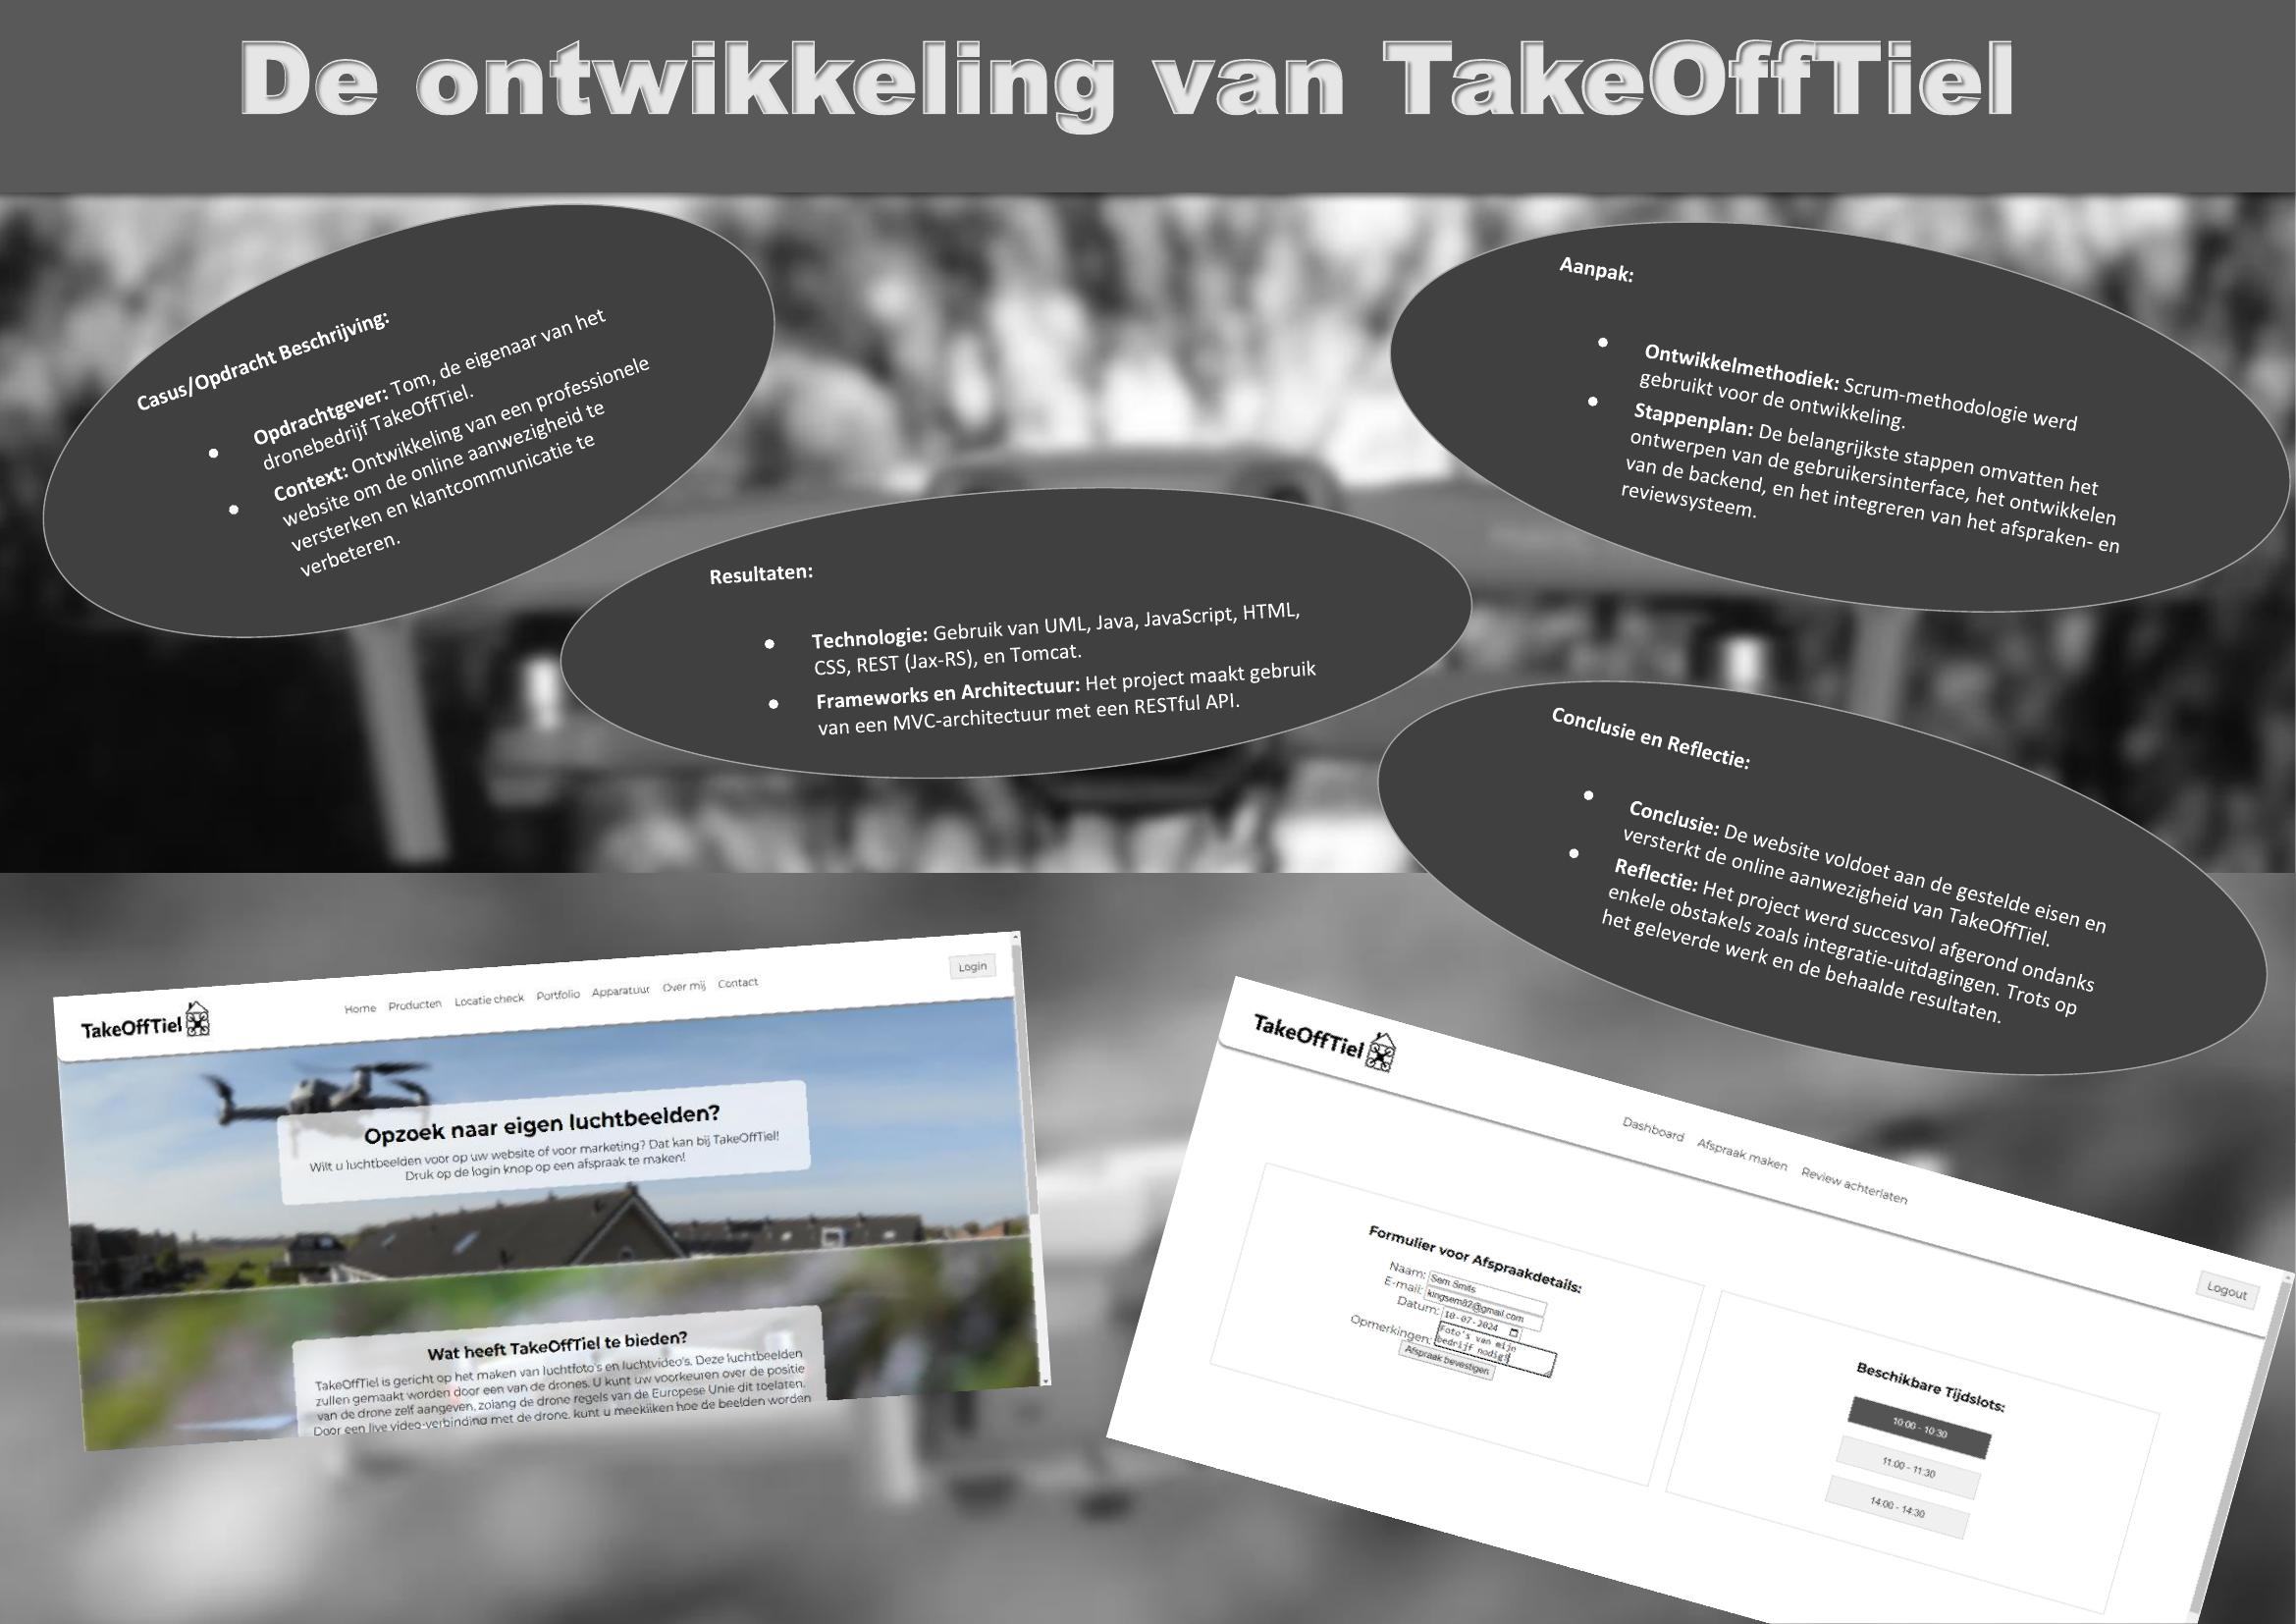 De ontwikkeling van TakeOffTiel
Casus/Opdracht Beschrijving:
• Opdrachtgever: Tom, de eigenaar van het
dronebedrijf TakeOffTiel.
• Context: Ontwikkeling van een professionele
website om de online aanwezigheid te
versterken en klantcommunicatie te
verbeteren.
Aanpak:
• Ontwikkelmethodiek: Scrum-methodologie werd
gebruikt voor de ontwikkeling.
• Stappenplan: De belangrijkste stappen omvatten het
ontwerpen van de gebruikersinterface, het ontwikkelen
van de backend, en het integreren van het afspraken- en
reviewsysteem.
Resultaten:
• Technologie: Gebruik van UML, Java, JavaScript, HTML,
CSS, REST (Jax-RS), en Tomcat.
• Frameworks en Architectuur: Het project maakt gebruik
van een MVC-architectuur met een RESTful API.
Conclusie en Reflectie:
• Conclusie: De website voldoet aan de gestelde eisen en
versterkt de online aanwezigheid van TakeOffTiel.
• Reflectie: Het project werd succesvol afgerond ondanks
enkele obstakels zoals integratie-uitdagingen. Trots op
het geleverde werk en de behaalde resultaten.
TakeOffTiel
Home Producten Locatie check Portfolio Apparatuur Over mij Contact
Login
Opzoek naar eigen luchtbeelden?
Wilt u luchtbeelden voor op uw website of voor marketing? Dat kan bij TakeOffTiel!
Druk op de login knop op een afspraak te maken!
Wat heeft TakeOffTiel te bieden?
TakeOffTiel is gericht op het maken van luchtfoto's en luchtvideo's. Deze luchtbeelden
zullen gemaakt worden door een van de drones. U kunt uw voorkeuren over de positie
van de drone zelf aangeven, zolang de drone regels van de Europese Unie dit toelaten.
Door een live video-verbinding met de drone, kunt u meekijken hoe de beelden worden
TakeOffTiel
Dashboard Afspraak maken Review achterlaten
Logout
Formulier voor Afspraakdetails:
Naam: Sem Smits
E-mail: kingsem82@gmail.com
Datum: 10-07-2024
Opmerkingen: Foto's van mijn
bedrijf nodig!
Afspraak bevestigen
Beschikbare Tijdslots:
10:00 - 10:30
11:00 - 11:30
14:00 - 14:30